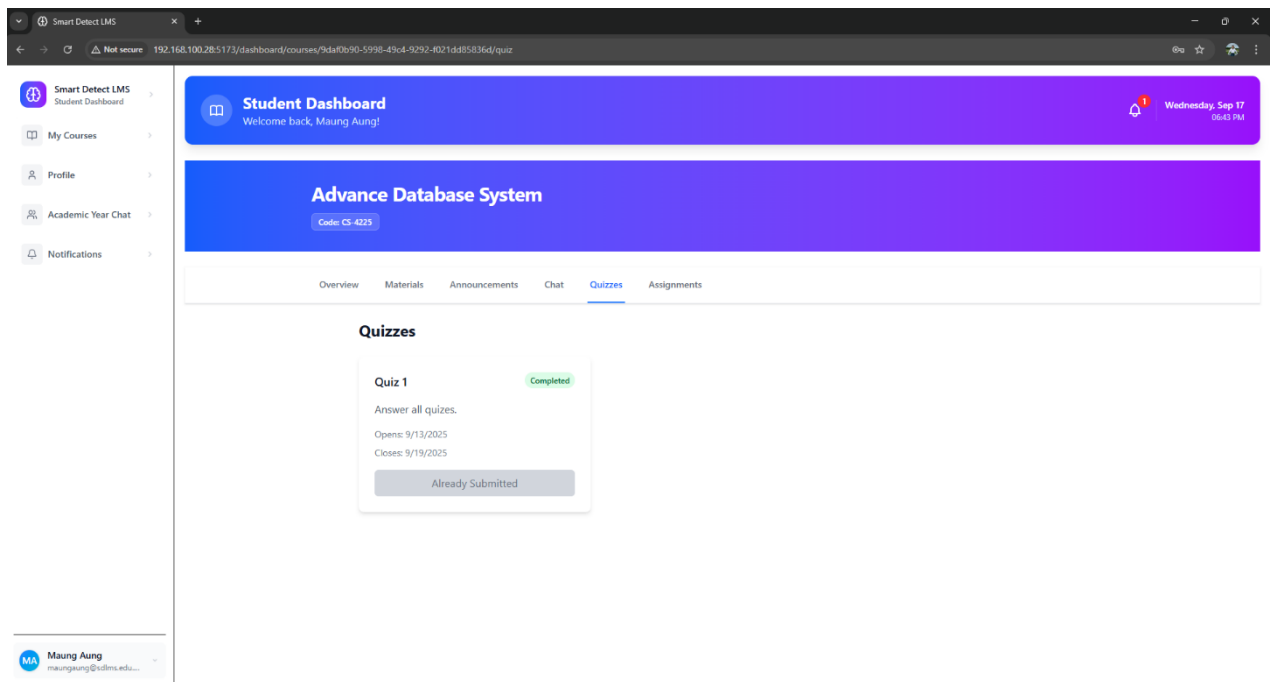 Smart Detect LMS
Not secure 192.168.100.28:5173/dashboard/courses/9daf0b90-5998-49c4-9292-f021dd85836d/quiz
Smart Detect LMS
Student Dashboard
My Courses
Profile
Academic Year Chat
Notifications
Student Dashboard
Welcome back, Maung Aung!
1
Wednesday, Sep 17
06:43 PM
Advance Database System
Code: CS-4225
Overview Materials Announcements Chat Quizzes Assignments
Quizzes
Quiz 1 Completed
Answer all quizes.
Opens: 9/13/2025
Closes: 9/19/2025
Already Submitted
MA
Maung Aung
maungaung@sdlms.edu....